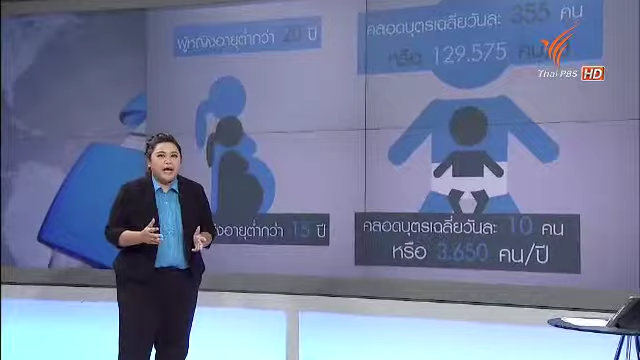 ผู้หญิงอายุต่ำกว่า 20 ปี
คลอดบุตรเฉลี่ยวันละ 355 คน
หรือ 129.575 คน/ปี
Thai PBS HD
อายุต่ำกว่า 15 ปี
คลอดบุตรเฉลี่ยวันละ 10 คน
หรือ 3.650 คน/ปี